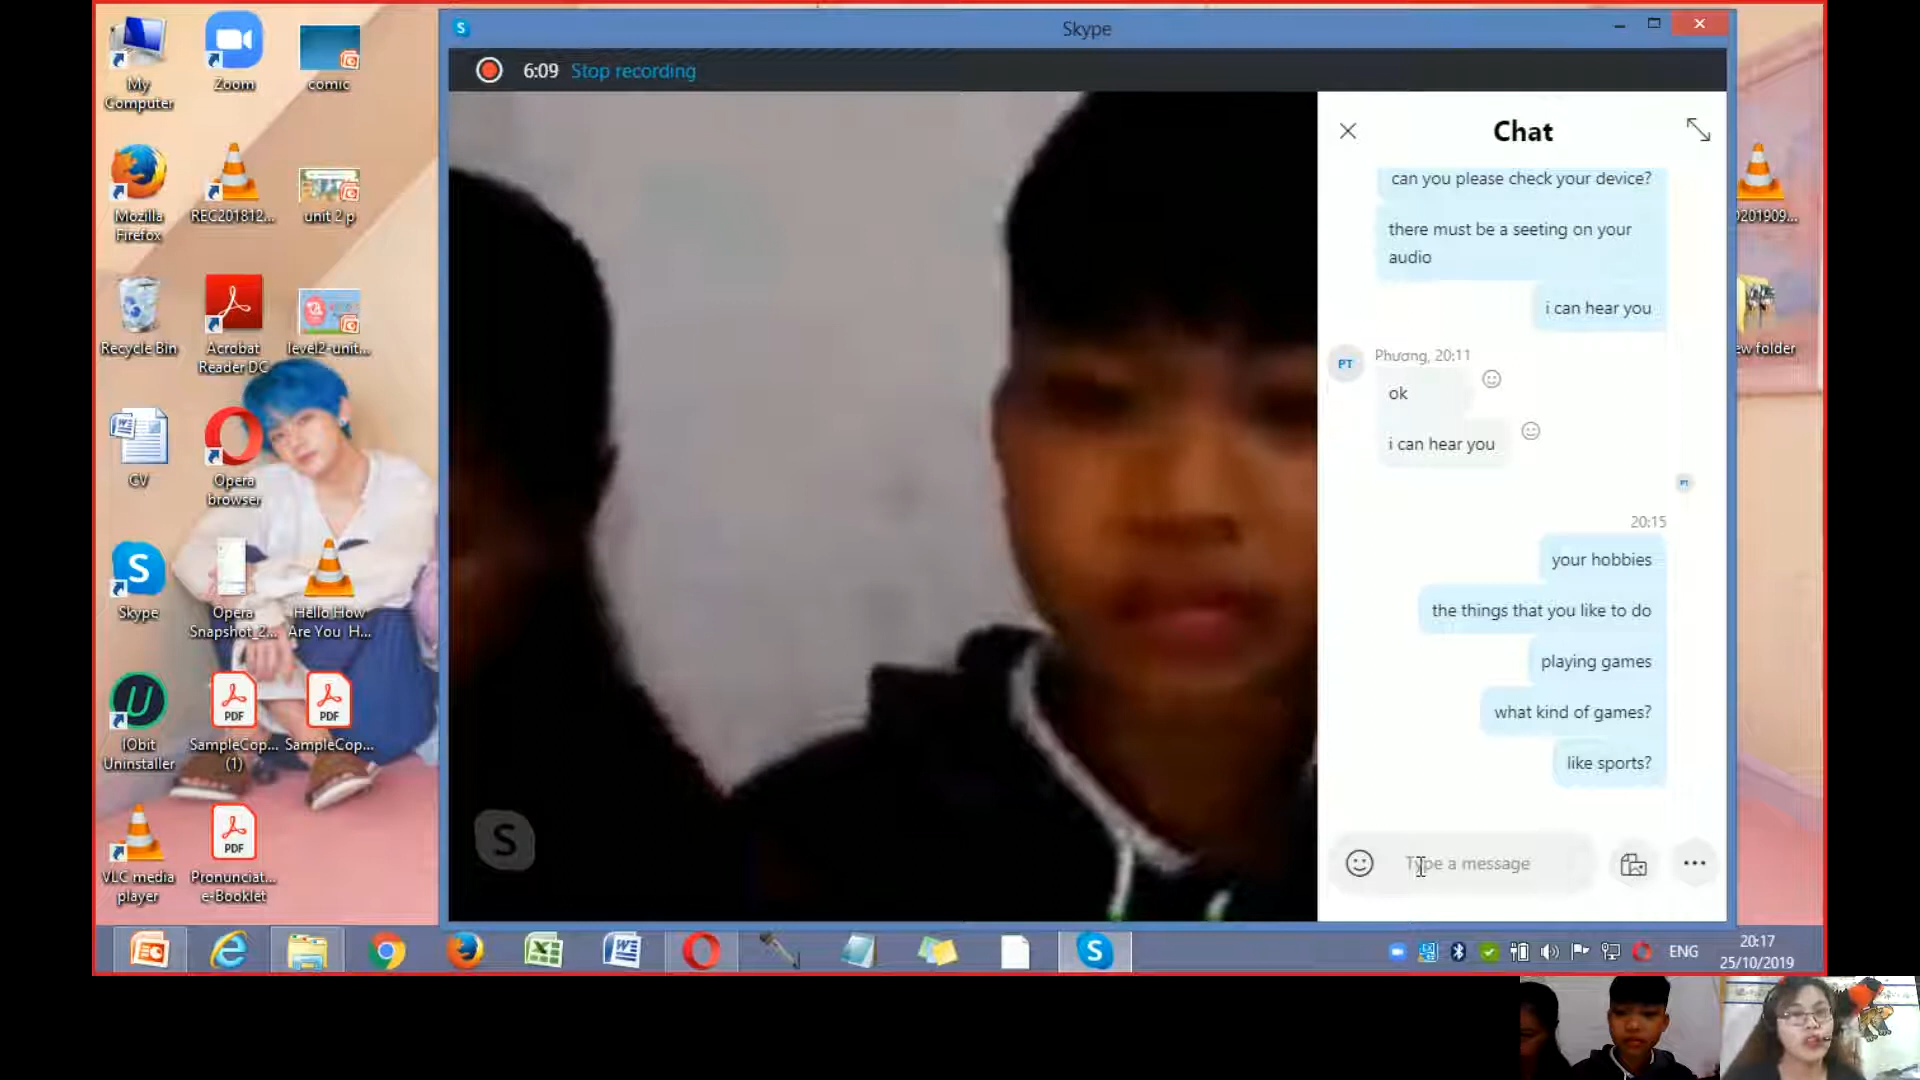 Skype
6:09 Stop recording
My
Computer
Zoom
comic
Mozilla
Firefox
REC201812...
unit 2 p
Recycle Bin
Acrobat
Reader DC
level2-unit...
CV
Opera
browser
Skype
Opera
Snapshot_2...
Hello How
Are You H...
IObit
Uninstaller
PDF
SampleCop...
(1)
PDF
SampleCop...
VLC media
player
PDF
Pronunciat...
e-Booklet
Chat
can you please check your device?
there must be a seeting on your
audio
i can hear you
PT
Phương, 20:11
ok
i can hear you
PT
20:15
your hobbies
the things that you like to do
playing games
what kind of games?
like sports?
Type a message
0201909...
ew folder
ENG
20:17
25/10/2019